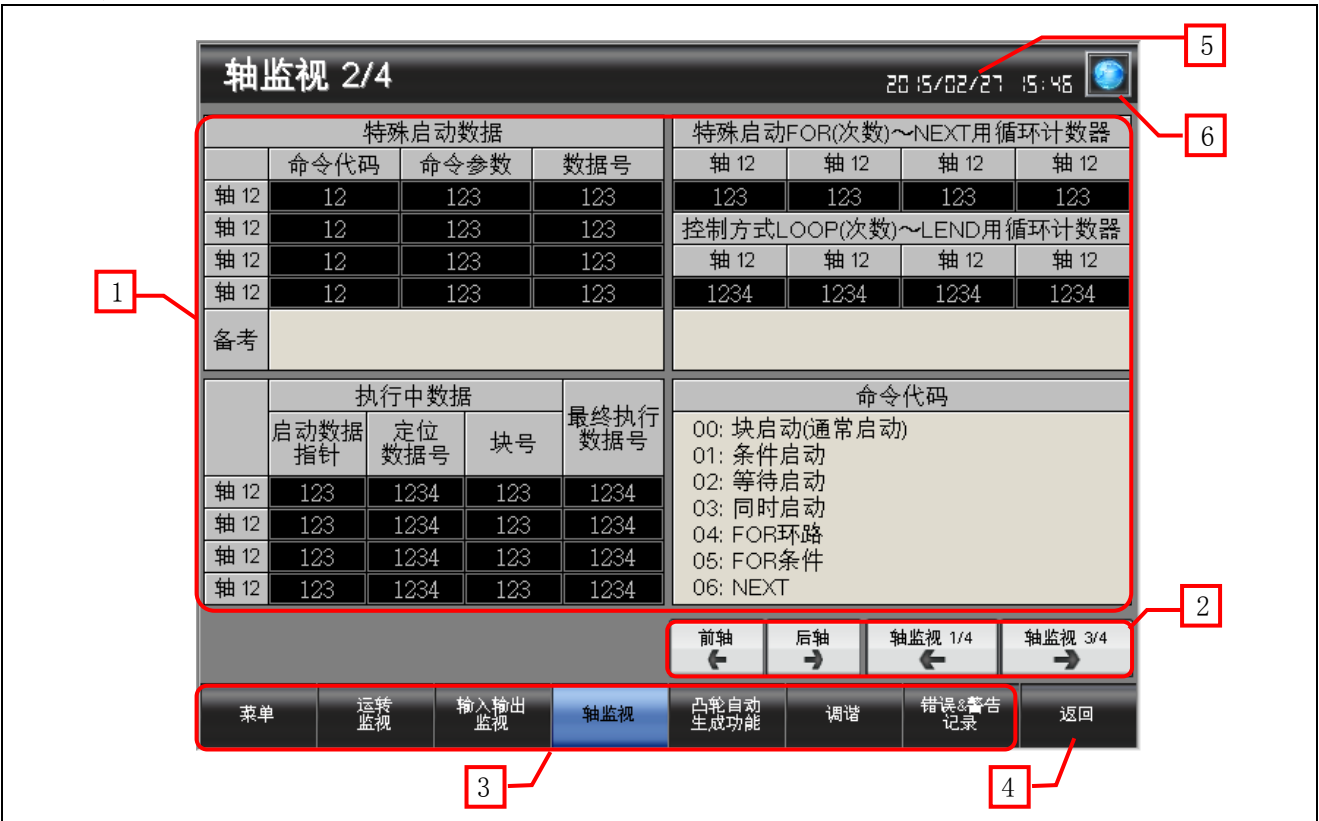 轴监视 2/4
2015/02/27 15:46
5
6
特殊启动数据
命令代码 命令参数 数据号
轴 12 12 123 123
轴 12 12 123 123
轴 12 12 123 123
轴 12 12 123 123
备考
特殊启动FOR(次数)～NEXT用循环计数器
轴 12 轴 12 轴 12 轴 12
123 123 123 123
控制方式LOOP(次数)～LEND用循环计数器
轴 12 轴 12 轴 12 轴 12
1234 1234 1234 1234
1
执行中数据
启动数据
指针
定位
数据号
块号
最终执行
数据号
轴 12 123 1234 123 1234
轴 12 123 1234 123 1234
轴 12 123 1234 123 1234
轴 12 123 1234 123 1234
命令代码
00: 块启动(通常启动)
01: 条件启动
02: 等待启动
03: 同时启动
04: FOR环路
05: FOR条件
06: NEXT
2
前轴
后轴
轴监视 1/4
轴监视 3/4
菜单
运转
监视
输入输出
监视
轴监视
凸轮自动
生成功能
调谐
错误&警告
记录
返回
3
4